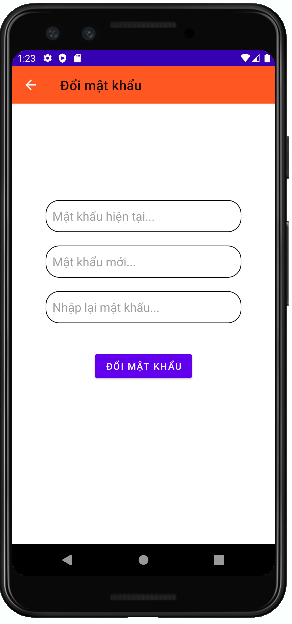 1:23
Đổi mật khẩu
Mật khẩu hiện tại...
Mật khẩu mới...
Nhập lại mật khẩu...
ĐỔI MẬT KHẨU